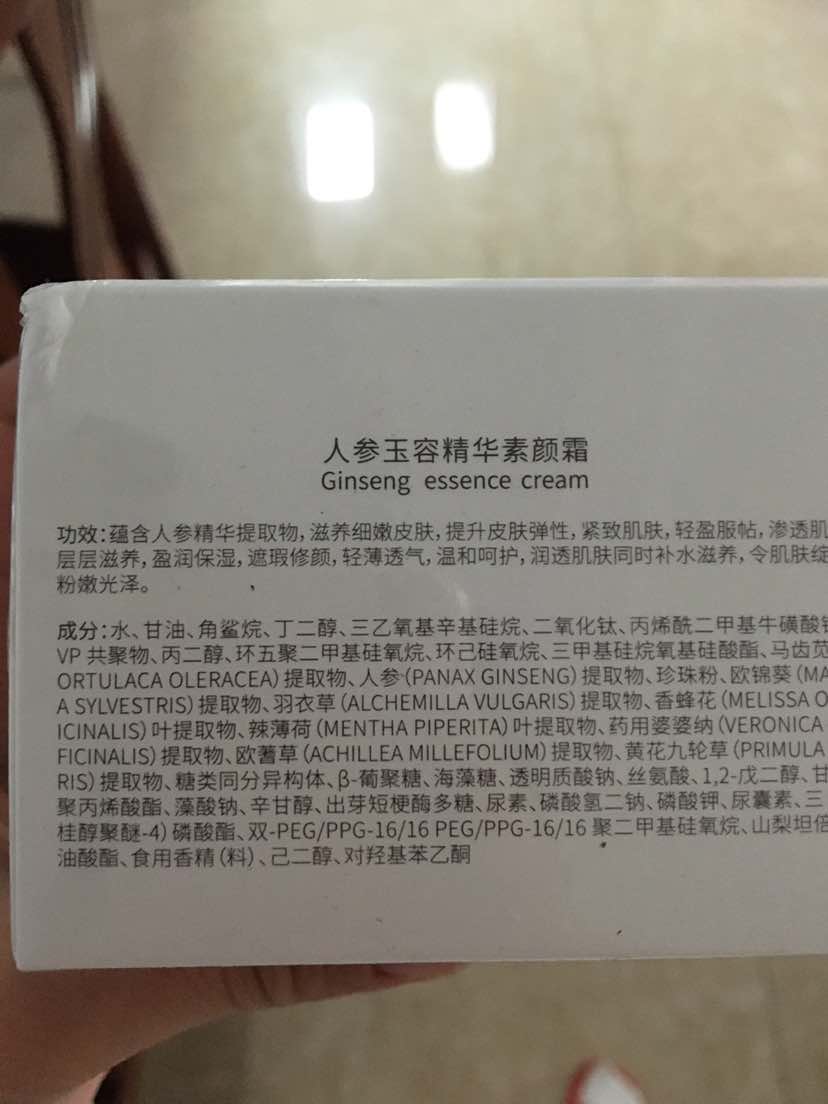 人参玉容精华素颜霜
Ginseng essence cream
功效:蕴含人参精华提取物,滋养细嫩皮肤,提升皮肤弹性,紧致肌肤,轻盈服帖,渗透肌
层层滋养,盈润保湿,遮瑕修颜,轻薄透气,温和呵护,润透肌肤同时补水滋养,令肌肤绽
粉嫩光泽。
成分:水、甘油、角鲨烷、丁二醇、三乙氧基辛基硅烷、二氧化钛、丙烯酰二甲基牛磺酸铵
VP 共聚物、丙二醇、环五聚二甲基硅氧烷、环己硅氧烷、三甲基硅烷氧基硅酸酯、马齿苋
ORTULACA OLERACEA)提取物、人参(PANAX GINSENG)提取物、珍珠粉、欧锦葵(MA
A SYLVESTRIS)提取物、羽衣草(ALCHEMILLA VULGARIS)提取物、香蜂花(MELISSA O
ICINALIS)叶提取物、辣薄荷(MENTHA PIPERITA)叶提取物、药用婆婆纳(VERONICA
FICINALIS)提取物、欧蓍草(ACHILLEA MILLEFOLIUM)提取物、黄花九轮草(PRIMULA
RIS)提取物、糖类同分异构体、β-葡聚糖、海藻糖、透明质酸钠、丝氨酸、1,2-戊二醇、甘
聚丙烯酸酯、藻酸钠、辛甘醇、出芽短梗酶多糖、尿素、磷酸氢二钠、磷酸钾、尿囊素、三
桂醇聚醚-4)磷酸酯、双-PEG/PPG-16/16 PEG/PPG-16/16 聚二甲基硅氧烷、山梨坦倍
油酸酯、食用香精(料)、己二醇、对羟基苯乙酮